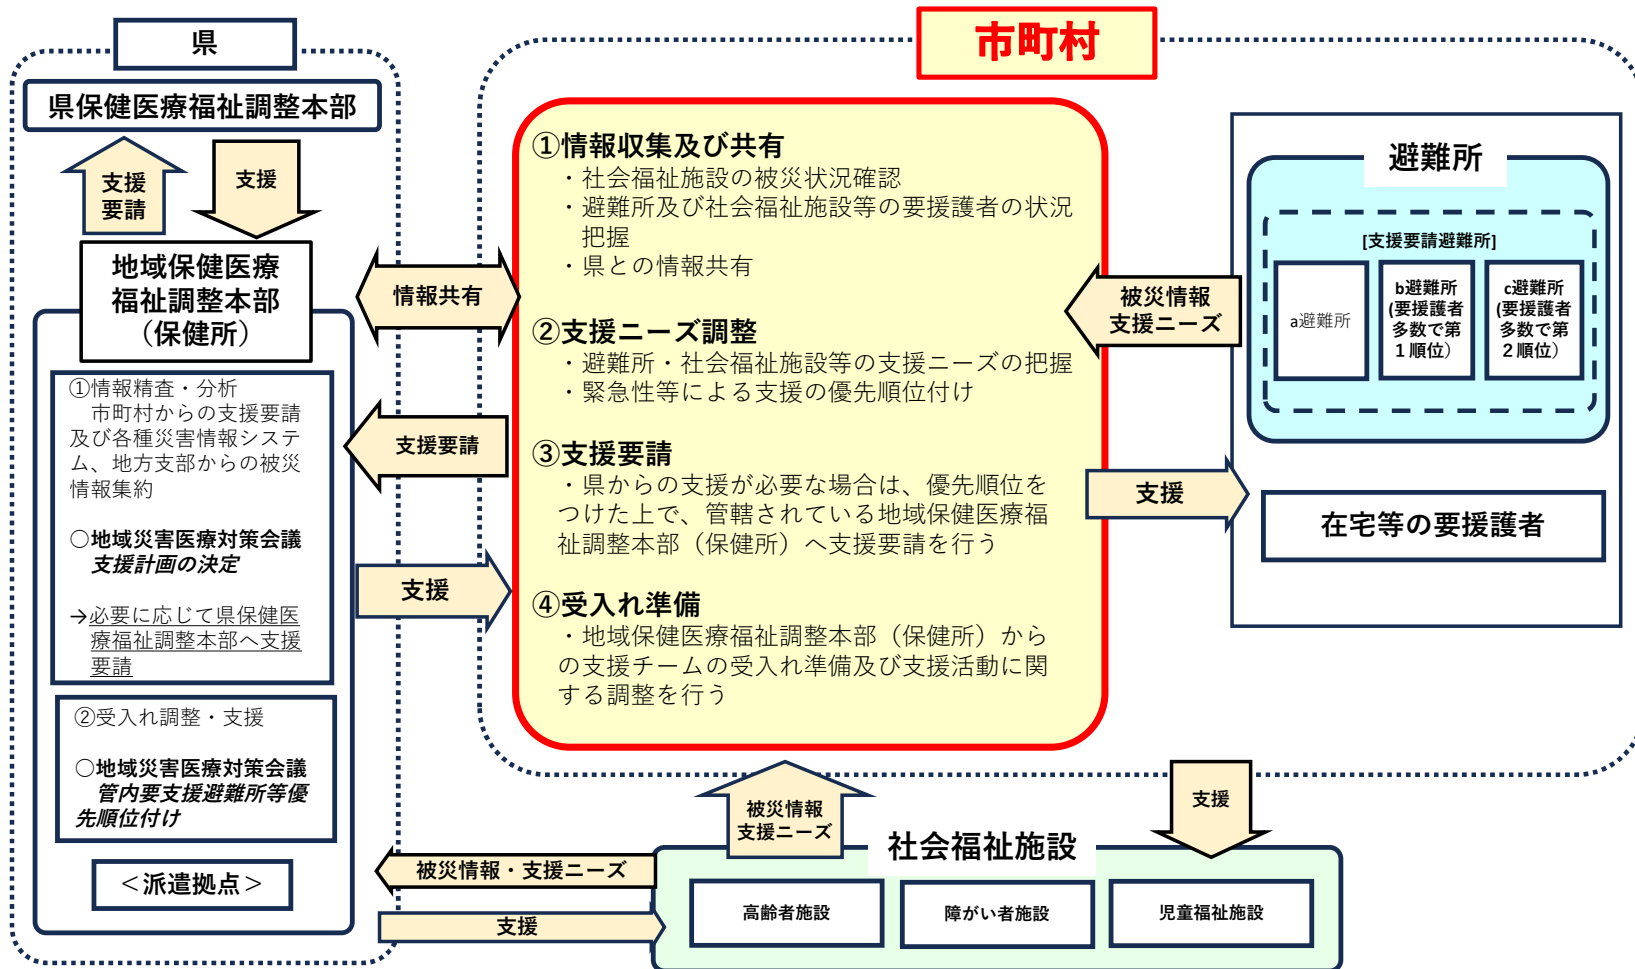 県
県保健医療福祉調整本部
支援
要請
支援
地域保健医療
福祉調整本部
（保健所）
①情報精査・分析
市町村からの支援要請
及び各種災害情報システ
ム、地方支部からの被災
情報集約
○地域災害医療対策会議
支援計画の決定
→必要に応じて県保健医
療福祉調整本部へ支援
要請
②受入れ調整・支援
○地域災害医療対策会議
管内要支援避難所等優
先順位付け
＜派遣拠点＞
情報共有
支援要請
支援
市町村
①情報収集及び共有
・社会福祉施設の被災状況確認
・避難所及び社会福祉施設等の要援護者の状況
把握
・県との情報共有
②支援ニーズ調整
・避難所・社会福祉施設等の支援ニーズの把握
・緊急性等による支援の優先順位付け
③支援要請
・県からの支援が必要な場合は、優先順位を
つけた上で、管轄されている地域保健医療福
祉調整本部（保健所）へ支援要請を行う
④受入れ準備
・地域保健医療福祉調整本部（保健所）から
の支援チームの受入れ準備及び支援活動に関
する調整を行う
被災情報
支援ニーズ
支援
避難所
[支援要請避難所]
a避難所
b避難所
(要援護者
多数で第
１順位）
c避難所
(要援護者
多数で第
２順位）
在宅等の要援護者
被災情報
支援ニーズ
支援
被災情報・支援ニーズ
支援
社会福祉施設
高齢者施設
障がい者施設
児童福祉施設